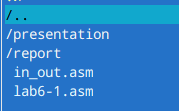 /..
/presentation
/report
in_out.asm
lab6-1.asm